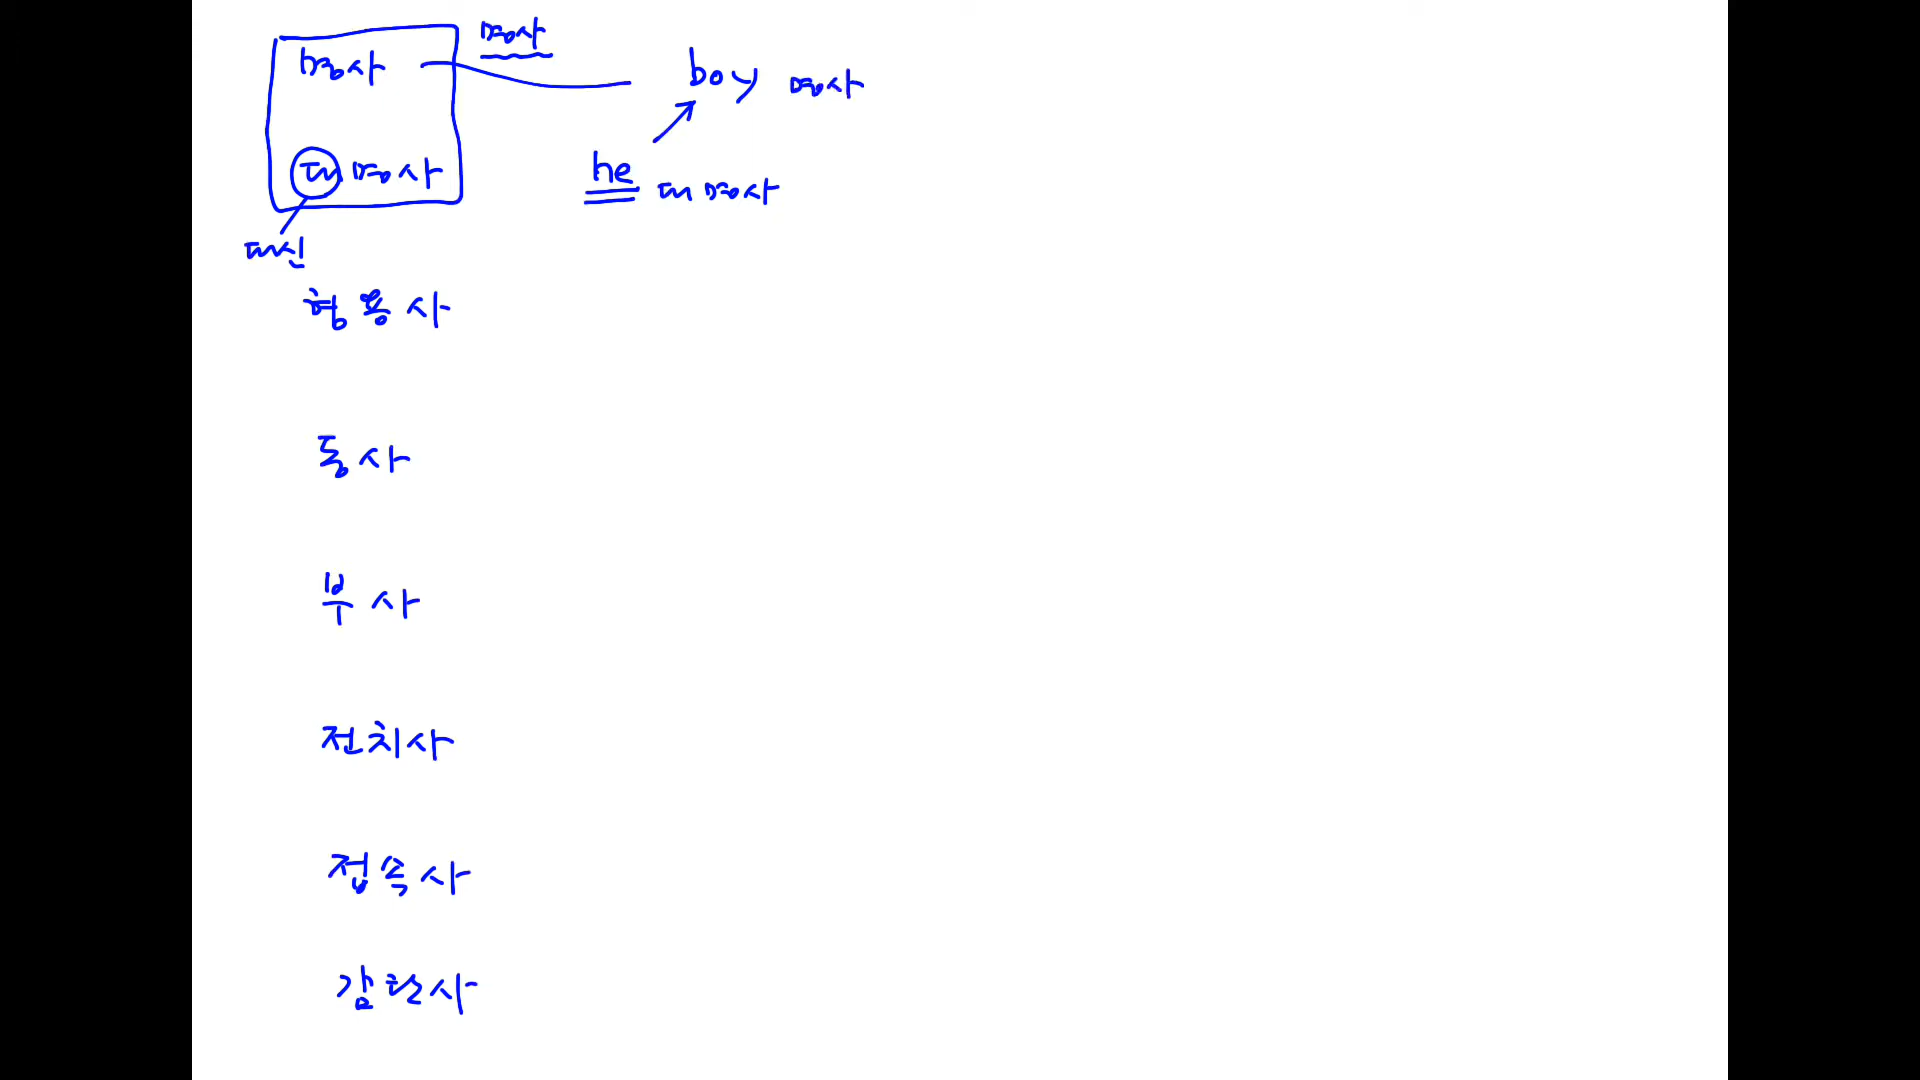 명사
명사
boy 명사
대명사
he 대명사
대신
형용사
동사
부사
전치사
접속사
감탄사